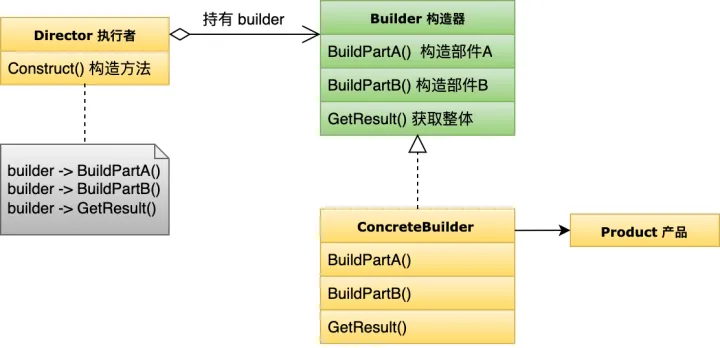 持有 builder
Director 执行者
Construct() 构造方法
builder -> BuildPartA()
builder -> BuildPartB()
builder -> GetResult()
Builder 构造器
BuildPartA()  构造部件A
BuildPartB() 构造部件B
GetResult() 获取整体
ConcreteBuilder
BuildPartA()
BuildPartB()
GetResult()
Product 产品